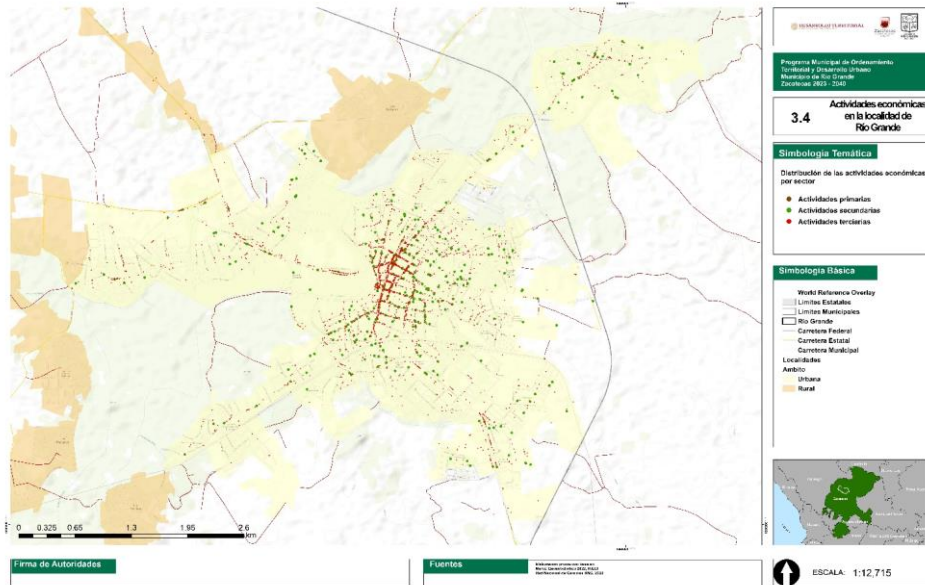 DESARROLLO TERRITORIAL
Programa Municipal de Ordenamiento
Territorial y Desarrollo Urbano
Municipio de Río Grande
Zacatecas 2023 - 2040
3.4
Actividades económicas
en la localidad de
Río Grande
Simbología Temática
Distribución de las actividades económicas
por sector
Actividades primarias
Actividades secundarias
Actividades terciarias
Simbología Básica
World Reference Overlay
Límites Estatales
Límites Municipales
Río Grande
Carretera Federal
Carretera Estatal
Carretera Municipal
Localidades
Ámbito
Urbana
Rural
0 0.325 0.65 1.3 1.95 2.6
km
Firma de Autoridades
Fuentes
ESCALA: 1:12,715